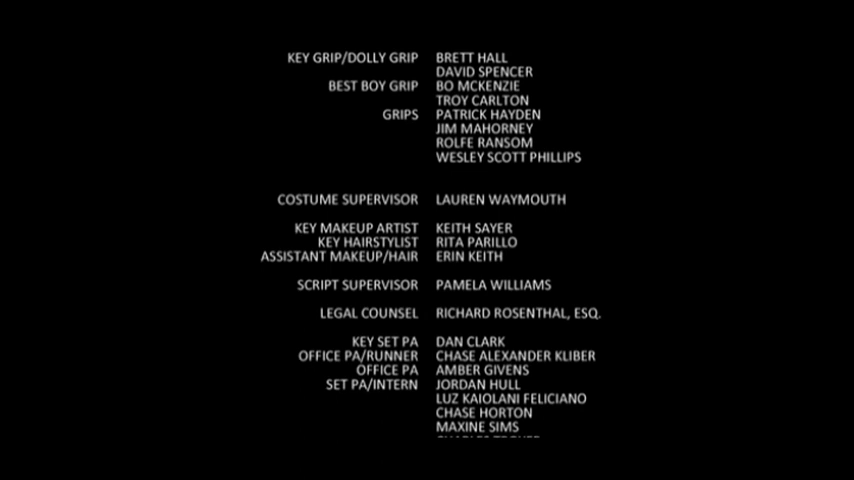 KEY GRIP/DOLLY GRIP BRETT HALL
DAVID SPENCER
BEST BOY GRIP BO MCKENZIE
TROY CARLTON
GRIPS PATRICK HAYDEN
JIM MAHORNEY
ROLFE RANSOM
WESLEY SCOTT PHILLIPS
COSTUME SUPERVISOR LAUREN WAYMOUTH
KEY MAKEUP ARTIST KEITH SAYER
KEY HAIRSTYLIST RITA PARILLO
ASSISTANT MAKEUP/HAIR ERIN KEITH
SCRIPT SUPERVISOR PAMELA WILLIAMS
LEGAL COUNSEL RICHARD ROSENTHAL, ESQ.
KEY SET PA DAN CLARK
OFFICE PA/RUNNER CHASE ALEXANDER KLIBER
OFFICE PA AMBER GIVENS
SET PA/INTERN JORDAN HULL
LUZ KAIOLANI FELICIANO
CHASE HORTON
MAXINE SIMS